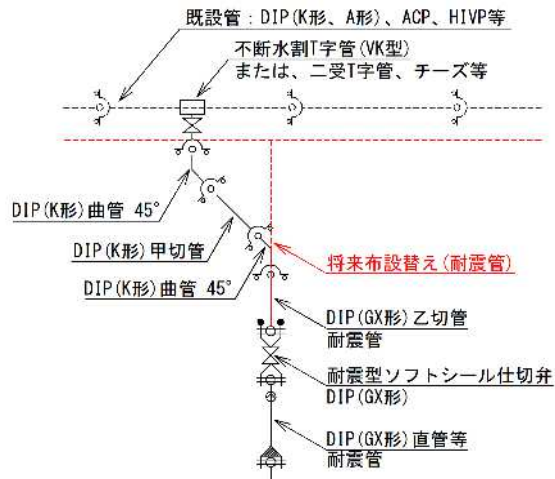 既設管：DIP(K形、A形)、ACP、HIVP等
不断水割T字管(VK型)
または、二受T字管、チーズ等
DIP(K形)曲管 45°
DIP(K形)甲切管
DIP(K形)曲管 45°
将来布設替え(耐震管)
DIP(GX形)乙切管
耐震管
耐震型ソフトシール仕切弁
DIP(GX形)
DIP(GX形)直管等
耐震管